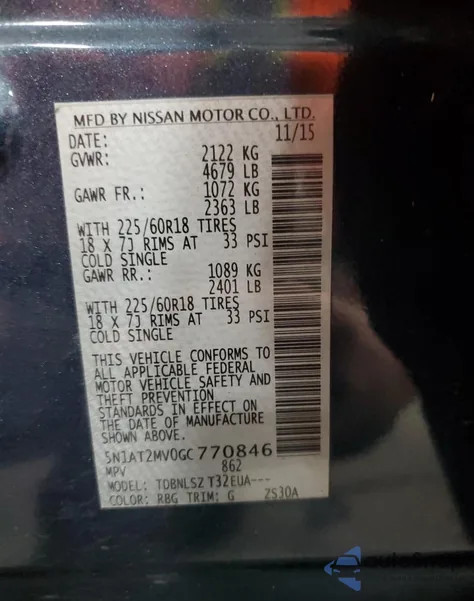 MFD BY NISSAN MOTOR CO., LTD.
DATE: 11/15
GVWR: 2122 KG
4679 LB
GAWR FR.: 1072 KG
2363 LB
WITH 225/60R18 TIRES
18 X 7J RIMS AT 33 PSI
COLD SINGLE
GAWR RR.: 1089 KG
2401 LB
WITH 225/60R18 TIRES
18 X 7J RIMS AT 33 PSI
COLD SINGLE
THIS VEHICLE CONFORMS TO
ALL APPLICABLE FEDERAL
MOTOR VEHICLE SAFETY AND
THEFT PREVENTION
STANDARDS IN EFFECT ON
THE DATE OF MANUFACTURE
SHOWN ABOVE.
5N1AT2MV0GC770846
MPV 862
MODEL: TDBNLSZ T32EUA---
COLOR: RBG TRIM: G 2S30A